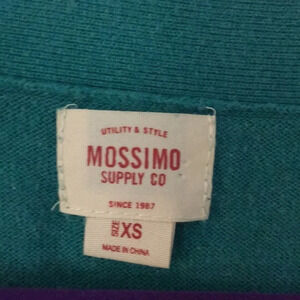 UTILITY & STYLE
MOSSIMO
SUPPLY CO
SINCE 1987
SIZE XS
MADE IN CHINA